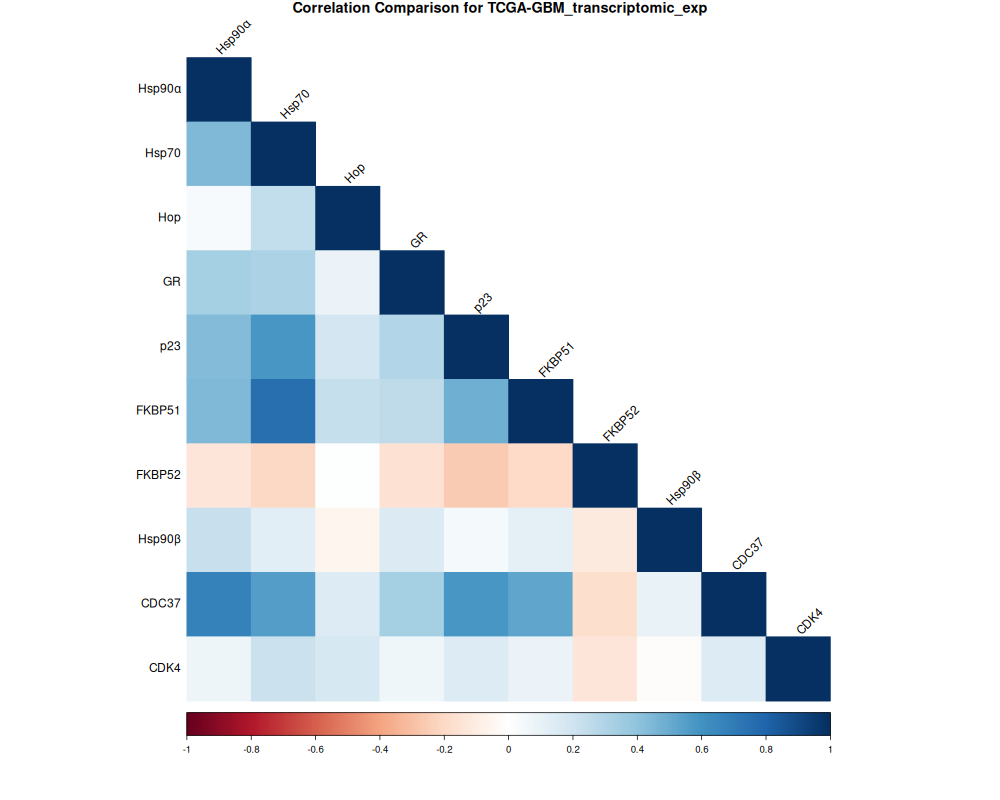 Correlation Comparison for TCGA-GBM_transcriptomic_exp
Hsp90α
Hsp70
Hop
GR
p23
FKBP51
FKBP52
Hsp90β
CDC37
CDK4
Hsp90α
Hsp70
Hop
GR
p23
FKBP51
FKBP52
Hsp90β
CDC37
CDK4
-1 -0.8 -0.6 -0.4 -0.2 0 0.2 0.4 0.6 0.8 1